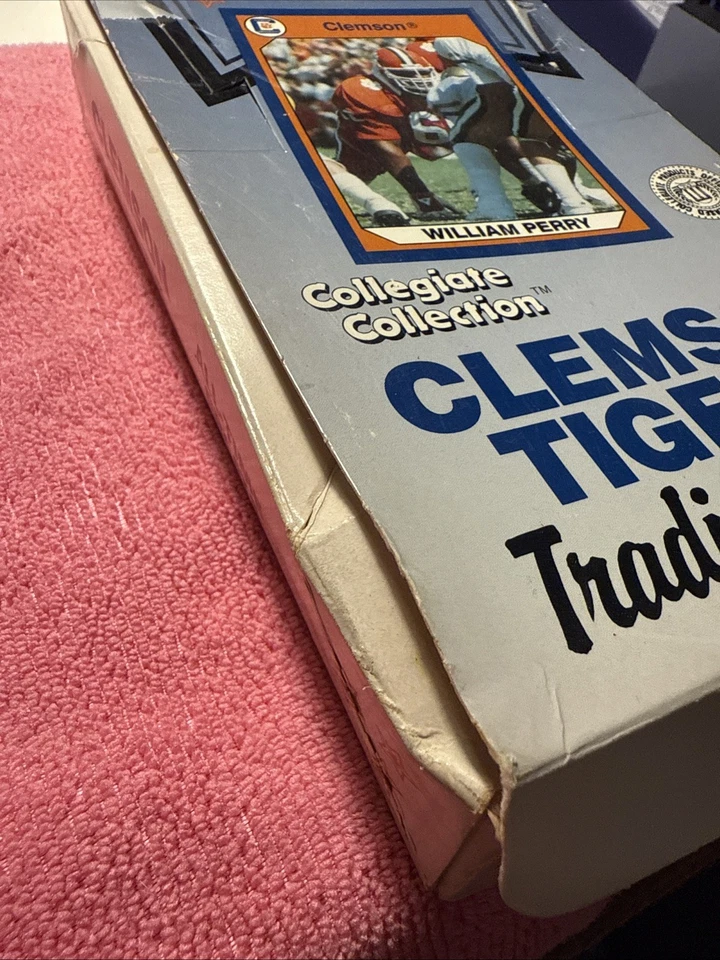 Clemson®
WILLIAM PERRY
Collegiate
Collection™
CLEMS
TIGE
Tradi